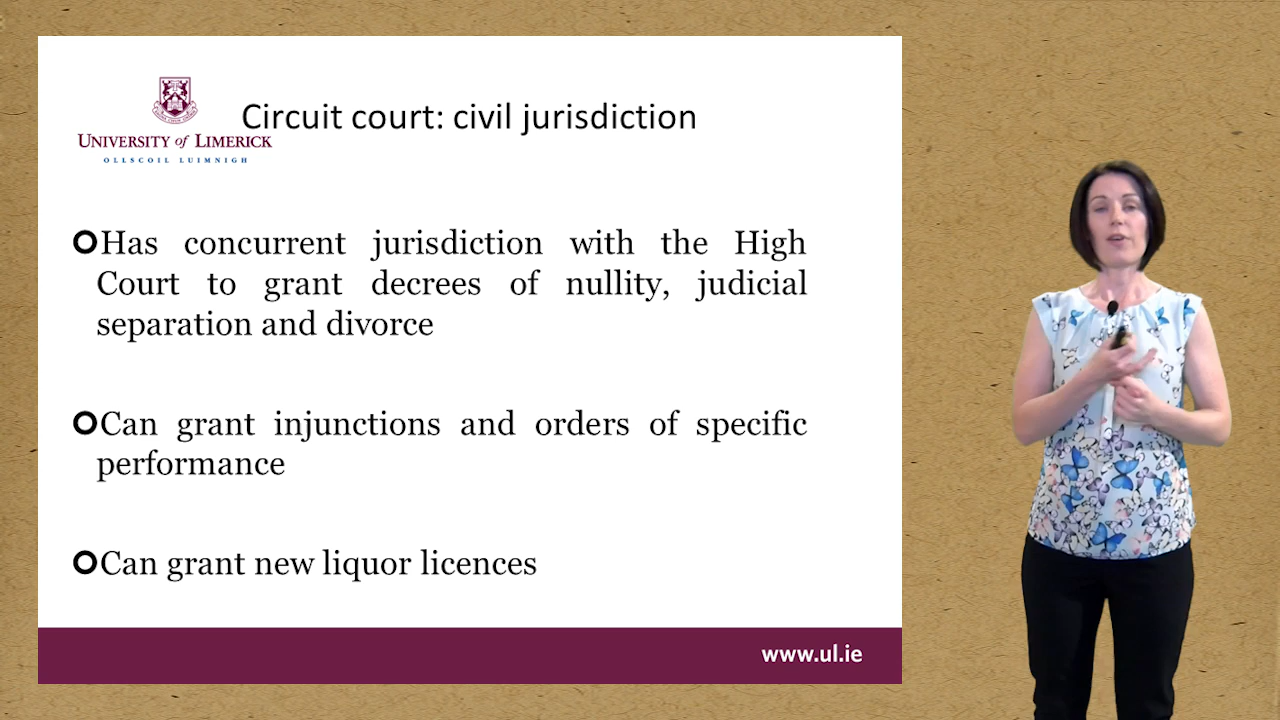 Circuit court: civil jurisdiction
UNIVERSITY of LIMERICK
OLLSCOIL LUIMNIGH
Has concurrent jurisdiction with the High
Court to grant decrees of nullity, judicial
separation and divorce
Can grant injunctions and orders of specific
performance
Can grant new liquor licences
www.ul.ie